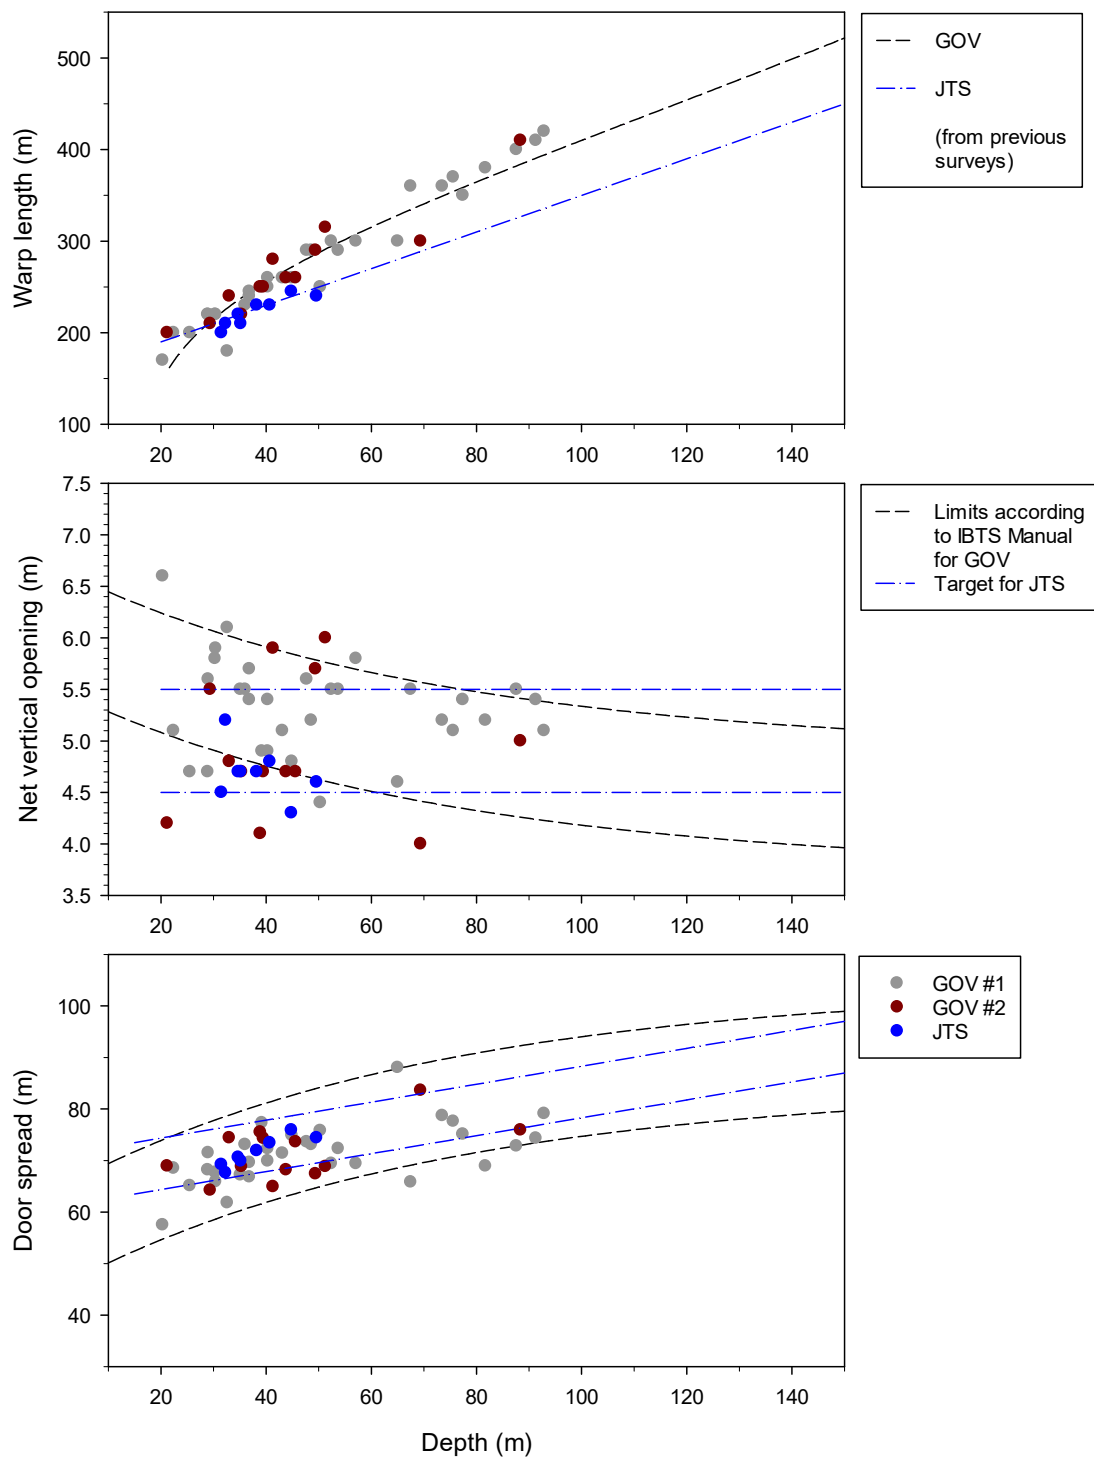 500
400
300
200
100
Warp length (m)
20 40 60 80 100 120 140
GOV
JTS
(from previous
surveys)
7.5
7.0
6.5
6.0
5.5
5.0
4.5
4.0
3.5
Net vertical opening (m)
20 40 60 80 100 120 140
Limits according
to IBTS Manual
for GOV
Target for JTS
100
80
60
40
Door spread (m)
20 40 60 80 100 120 140
Depth (m)
GOV #1
GOV #2
JTS